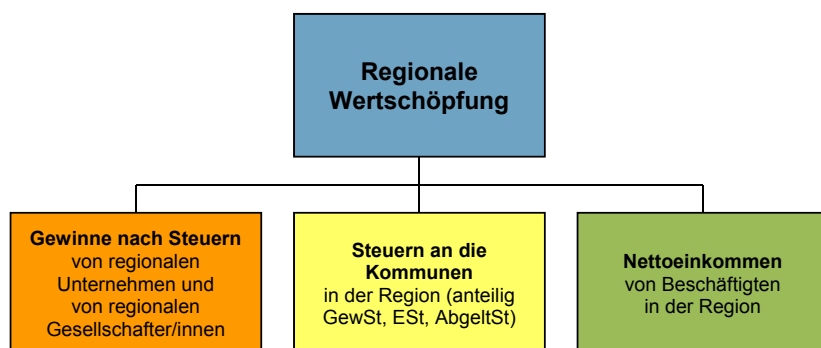 Regionale
Wertschöpfung
Gewinne nach Steuern
von regionalen
Unternehmen und
von regionalen
Gesellschafter/innen
Steuern an die
Kommunen
in der Region (anteilig
GewSt, ESt, AbgeltSt)
Nettoeinkommen
von Beschäftigten
in der Region